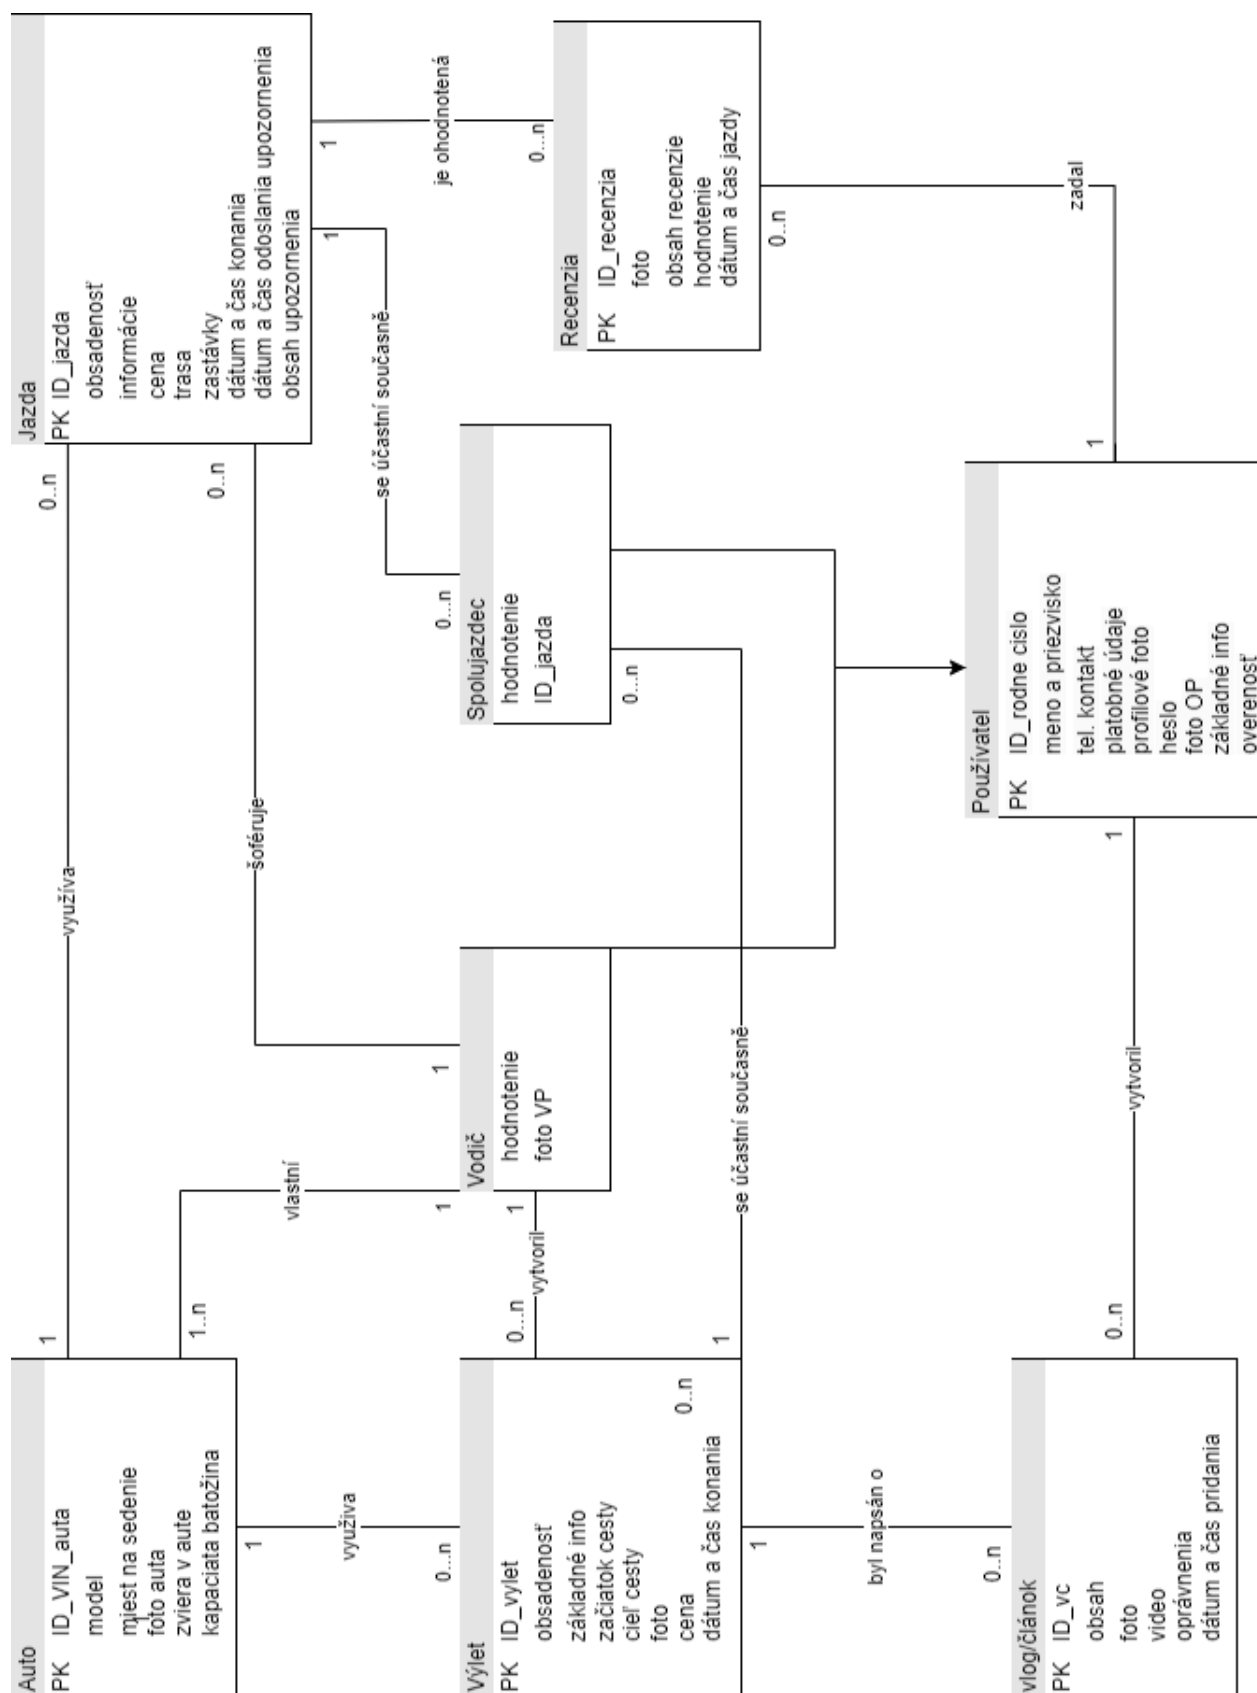 Auto
PK ID_VIN_auta
model
miest na sedenie
foto auta
zviera v aute
kapaciata batožina
1
využíva
0..n
1..n
vlastní
1
Jazda
PK ID_jazda
obsadenosť
informácie
cena
trasa
zastávky
dátum a čas konania
dátum a čas odoslania upozornenia
obsah upozornenia
0...n
šoféruje
1
1
se účastní současně
0...n
1
je ohodnotená
0...n
1
využiva
0...n
Výlet
PK ID_vylet
obsadenosť
základné info
začiatok cesty
cieľ cesty
foto
cena
dátum a čas konania
0...n
vytvoril
1
Vodič
hodnotenie
foto VP
Spolujazdec
hodnotenie
ID_jazda
Recenzia
PK ID_recenzia
foto
obsah recenzie
hodnotenie
dátum a čas jazdy
0...n
1
se účastní současně
0...n
0...n
zadal
1
1
byl napsán o
0...n
vlog/článok
PK ID_vc
obsah
foto
video
oprávnenia
dátum a čas pridania
0...n
vytvoril
1
Používatel
PK ID_rodne cislo
meno a priezvisko
tel. kontakt
platobné údaje
profilové foto
heslo
foto OP
základné info
overenosť